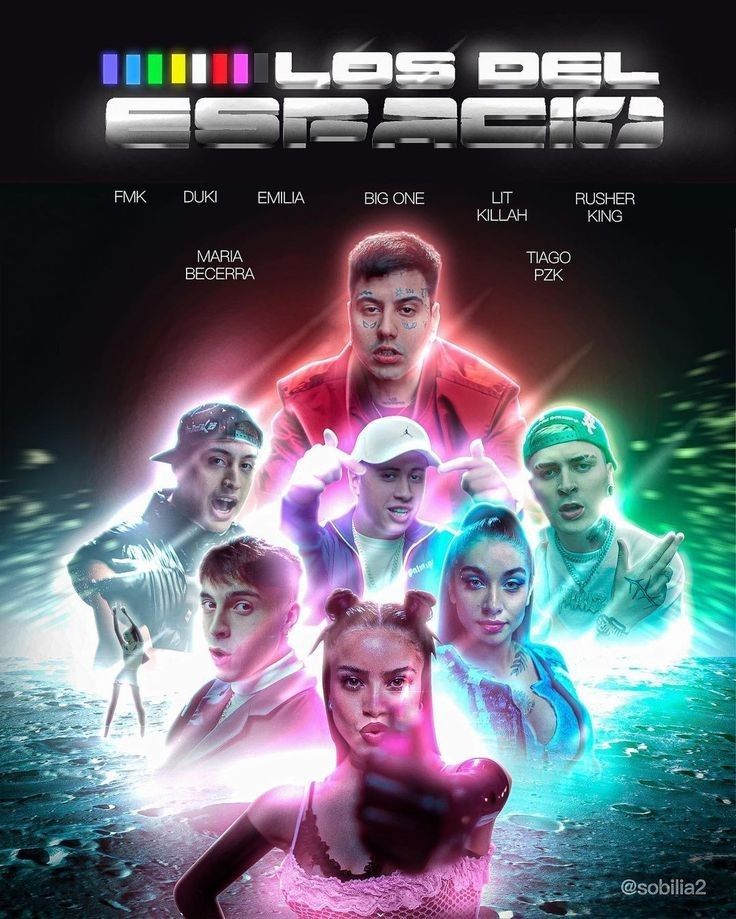 LOS DEL
ESPACIO
FMK DUKI EMILIA BIG ONE LIT KILLAH RUSHER KING
MARIA BECERRA TIAGO PZK
@sobilia2